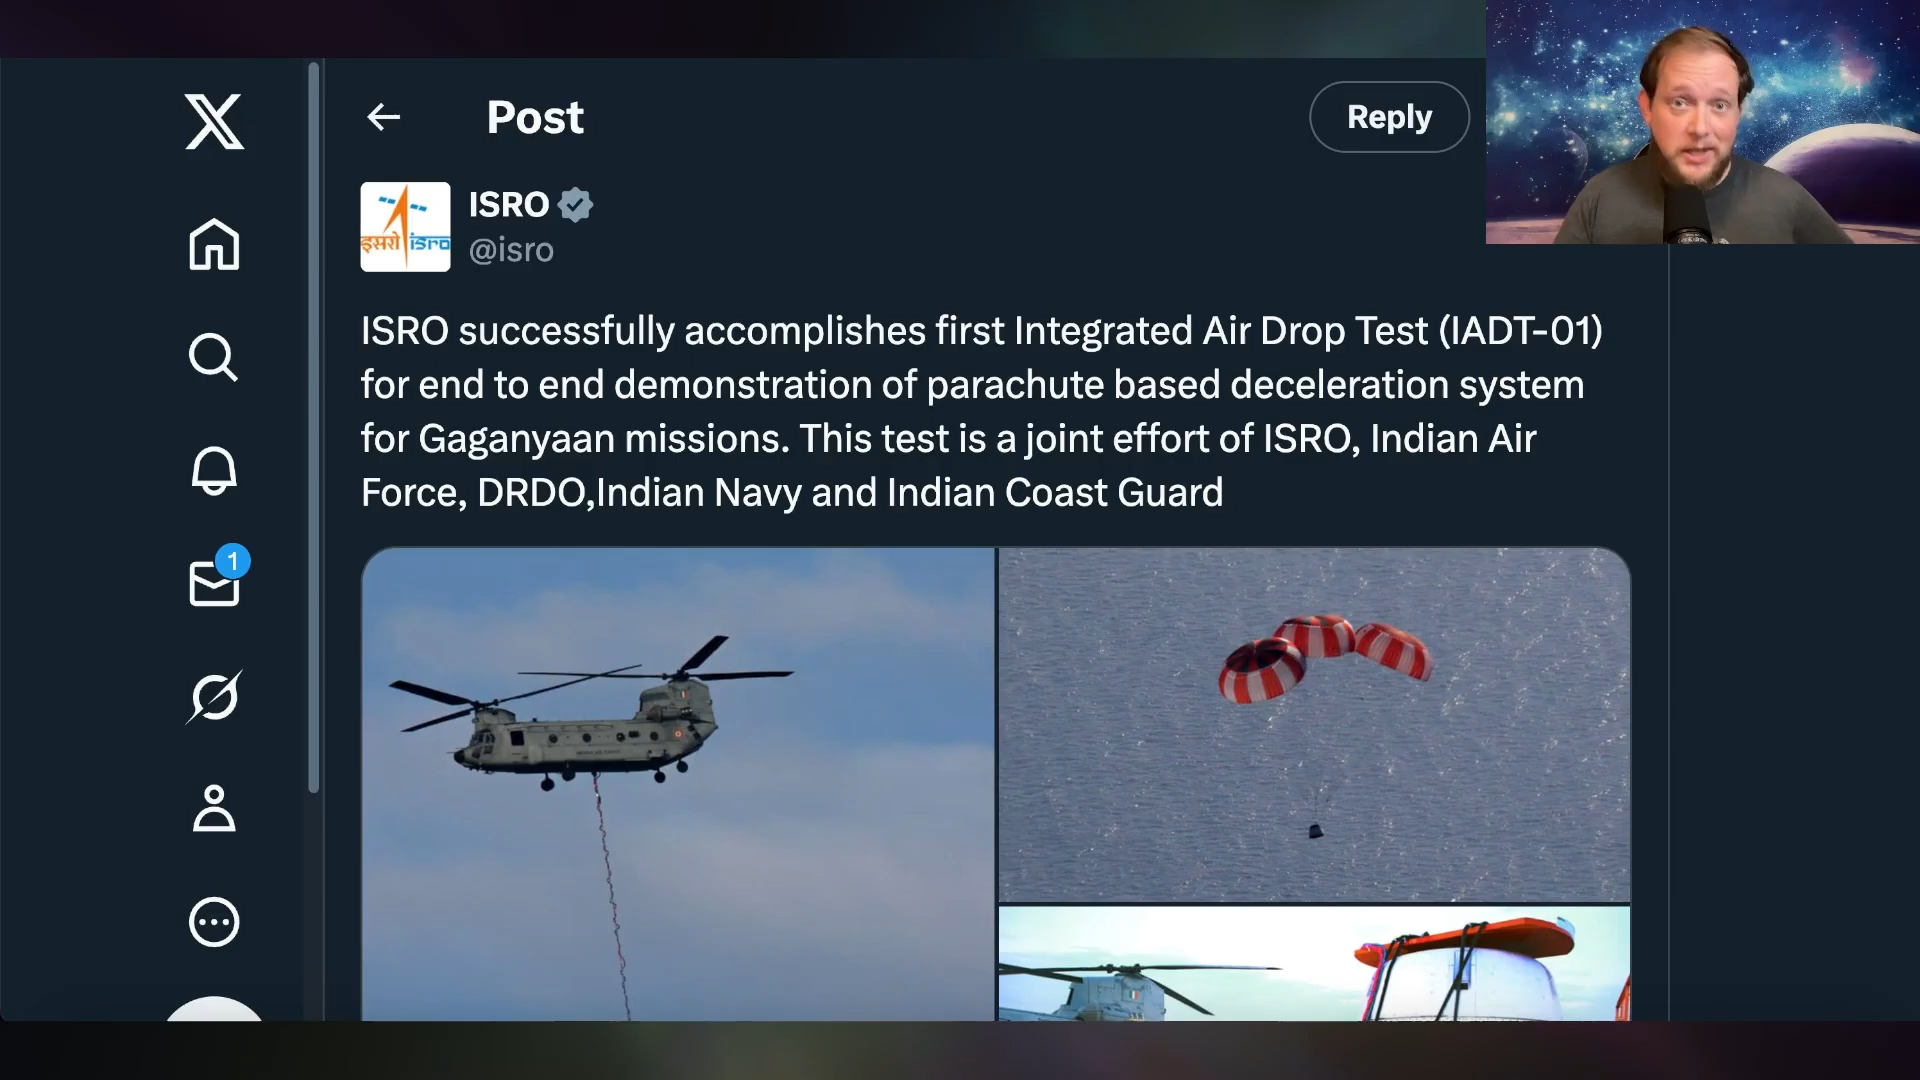 Post
Reply
इसरो isro
ISRO
@isro
ISRO successfully accomplishes first Integrated Air Drop Test (IADT-01)
for end to end demonstration of parachute based deceleration system
for Gaganyaan missions. This test is a joint effort of ISRO, Indian Air
Force, DRDO,Indian Navy and Indian Coast Guard
1